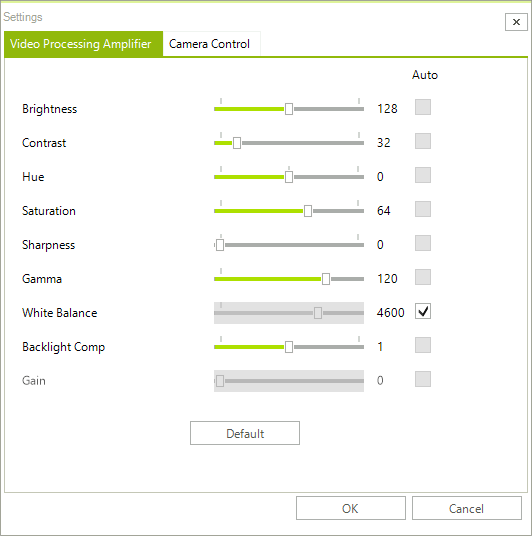 Settings
Video Processing Amplifier Camera Control
Auto
Brightness 128
Contrast 32
Hue 0
Saturation 64
Sharpness 0
Gamma 120
White Balance 4600
Backlight Comp 1
Gain 0
Default
OK Cancel